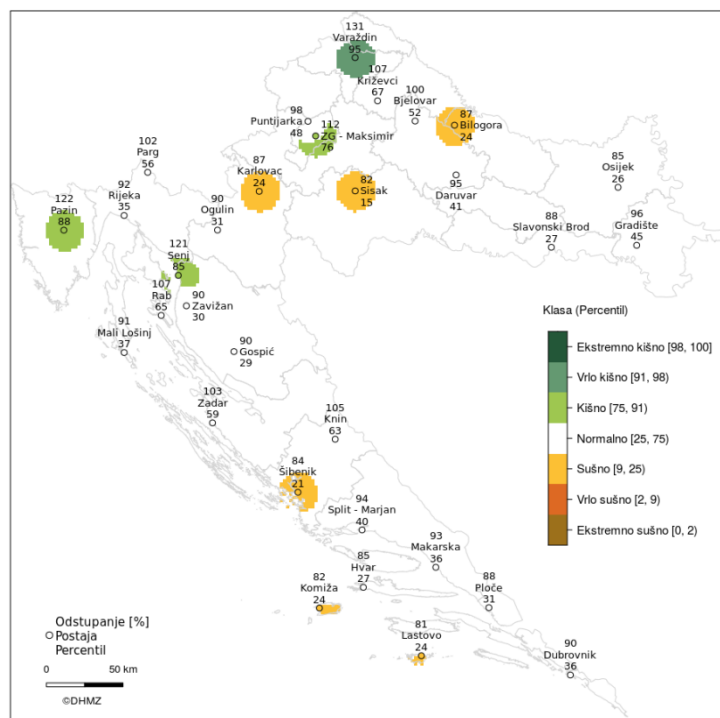 131
Varaždin
95
107
Križevci
67
100
Bjelovar
52
87
Bilogora
24
98
Puntijarka
48
112
ZG - Maksimir
76
102
Parg
56
87
Karlovac
24
82
Sisak
15
95
Daruvar
41
85
Osijek
26
92
Rijeka
35
90
Ogulin
31
122
Pazin
88
88
Slavonski Brod
27
96
Gradište
45
121
Senj
85
107
Rab
65
90
Zavižan
30
91
Mali Lošinj
37
90
Gospić
29
103
Zadar
59
105
Knin
63
84
Šibenik
21
94
Split - Marjan
40
93
Makarska
36
85
Hvar
27
82
Komiža
24
88
Ploče
31
81
Lastovo
24
90
Dubrovnik
36
Klasa (Percentil)
Ekstremno kišno [98, 100]
Vrlo kišno [91, 98)
Kišno [75, 91)
Normalno [25, 75)
Sušno [9, 25)
Vrlo sušno [2, 9)
Ekstremno sušno [0, 2)
Odstupanje [%]
Postaja
Percentil
0 50 km
©DHMZ